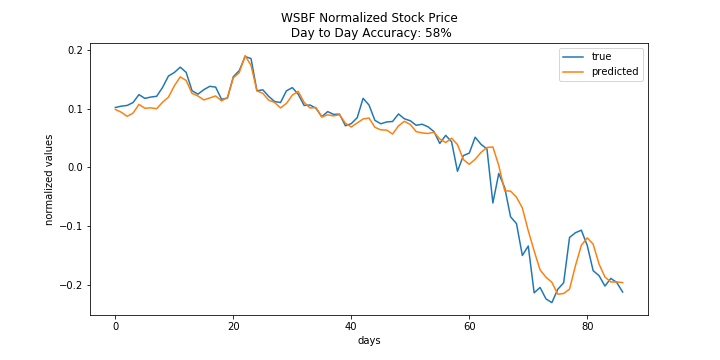 WSBF Normalized Stock Price
Day to Day Accuracy: 58%
true
predicted
normalized values
0.2
0.1
0.0
−0.1
−0.2
0
20
40
60
80
days